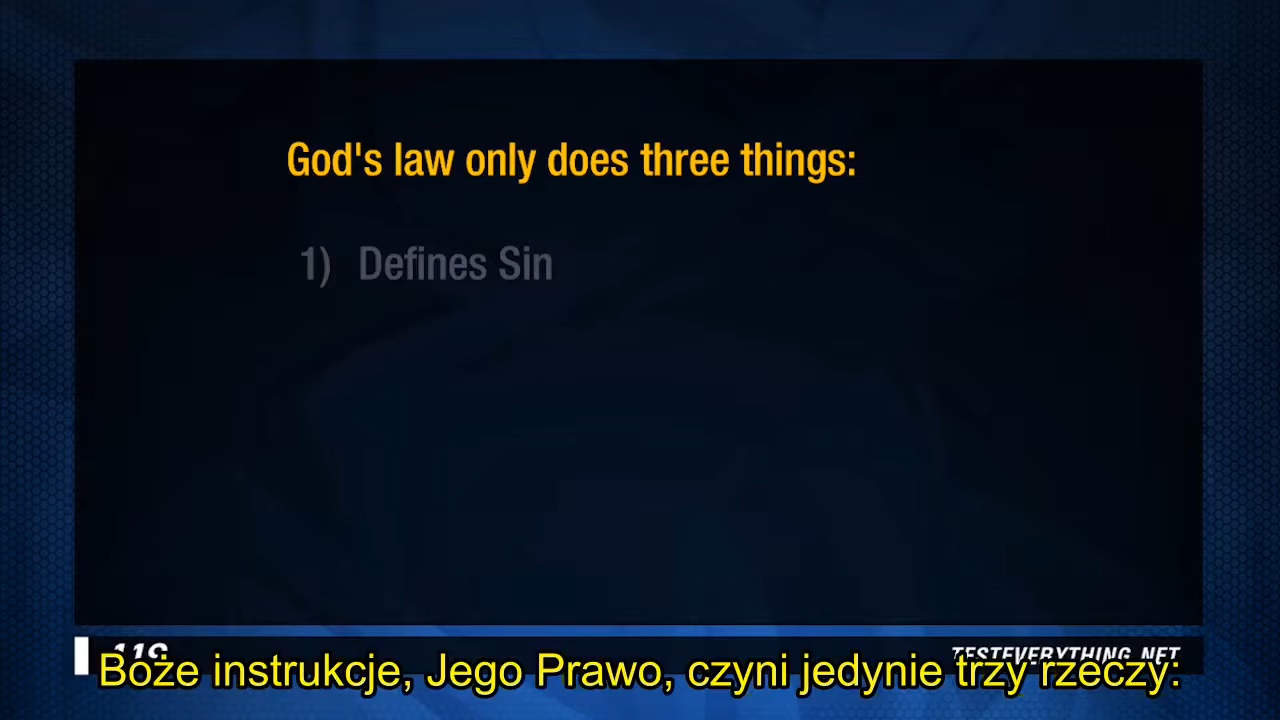 God's law only does three things:
1) Defines Sin
119
TESTEVERYTHING.NET
Boże instrukcje, Jego Prawo, czyni jedynie trzy rzeczy: